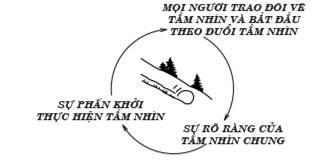 MỌI NGƯỜI TRAO ĐỔI VỀ
TẦM NHÌN VÀ BẮT ĐẦU
THEO ĐUỔI TẦM NHÌN
SỰ RÕ RÀNG CỦA
TẦM NHÌN CHUNG
SỰ PHẤN KHỞI
THỰC HIỆN TẦM NHÌN